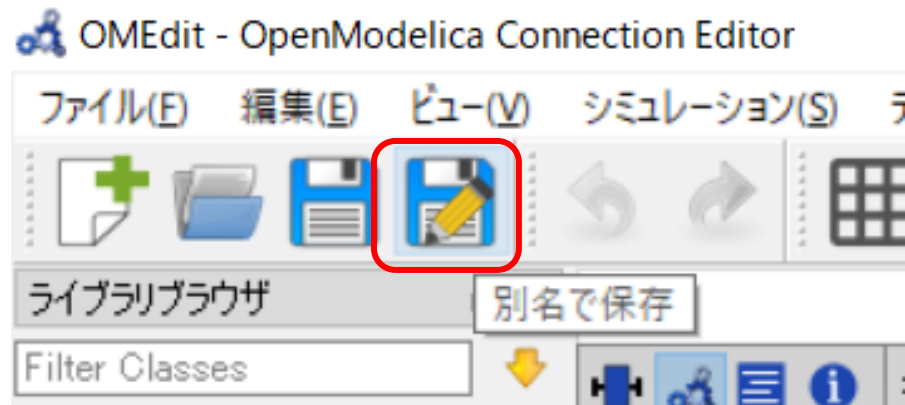 OMEdit - OpenModelica Connection Editor
ファイル(F) 編集(E) ビュー(V) シミュレーション(S)
ライブラリブラウザ
別名で保存
Filter Classes